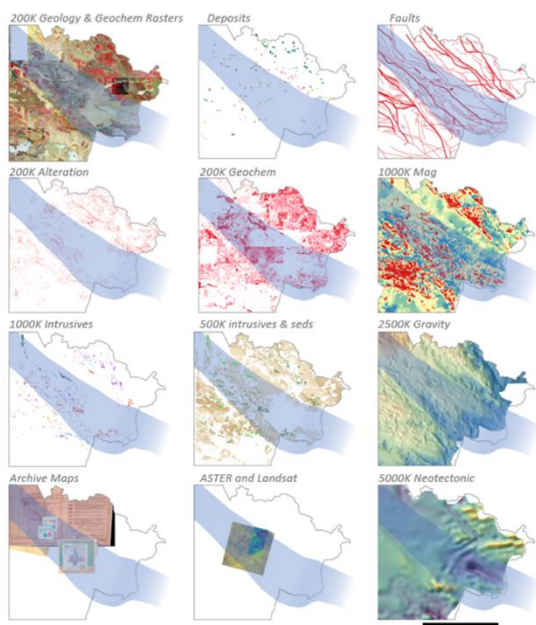 200K Geology & Geochem Rasters
Deposits
Faults
200K Alteration
200K Geochem
1000K Mag
1000K Intrusives
500K intrusives & seds
2500K Gravity
Archive Maps
ASTER and Landsat
5000K Neotectonic